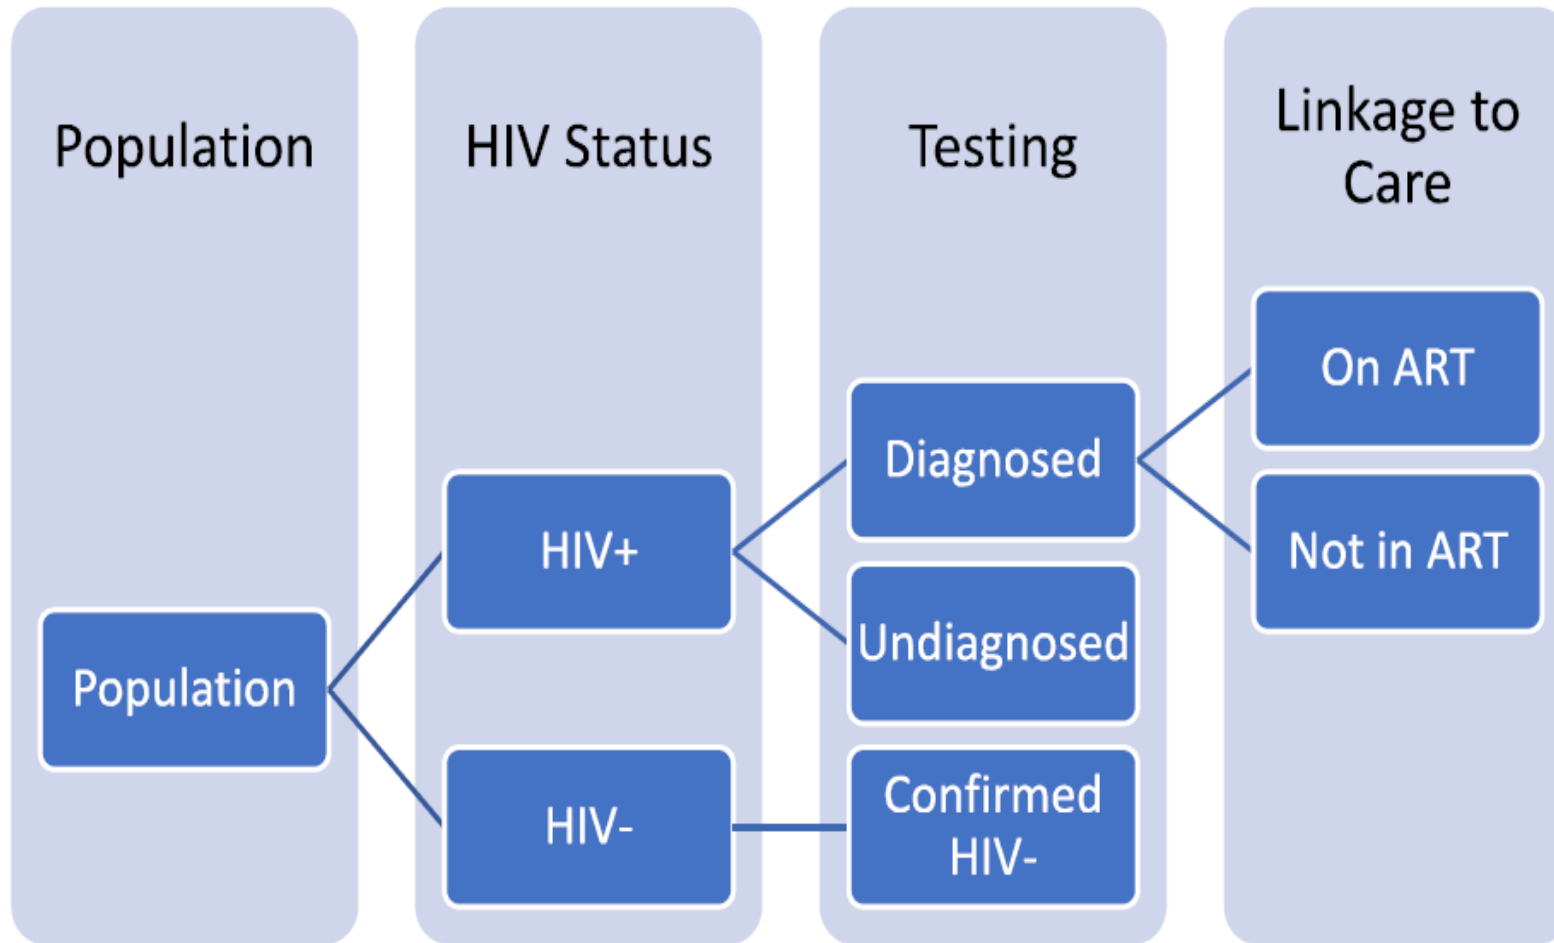 Population
HIV Status
Testing
Linkage to
Care
Population
HIV+
HIV-
Diagnosed
Undiagnosed
Confirmed
HIV-
On ART
Not in ART